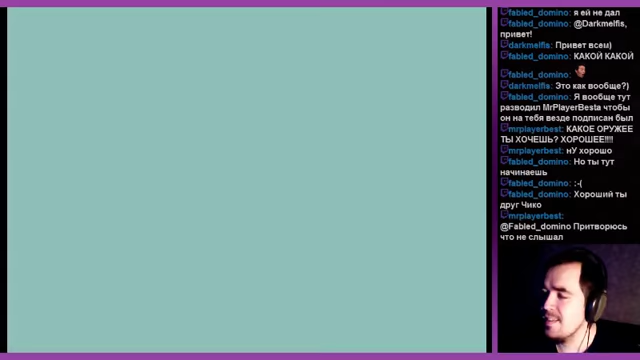 fabled_domino: я ей не дал
fabled_domino: @Darkmelfis,
привет!
darkmelfis: Привет всем)
fabled_domino: КАКОЙ КАКОЙ
fabled_domino:
darkmelfis: Это как вообще?)
fabled_domino: Я вообще тут
разводил MrPlayerBesta чтобы
он на тебя везде подписан был
mrplayerbest: КАКОЕ ОРУЖЕЕ
ТЫ ХОЧЕШЬ? ХОРОШЕЕ!!!!
mrplayerbest: нУ хорошо
fabled_domino: Но ты тут
начинаешь
fabled_domino: :-(
fabled_domino: Хороший ты
друг Чико
mrplayerbest:
@Fabled_domino Притворюсь
что не слышал